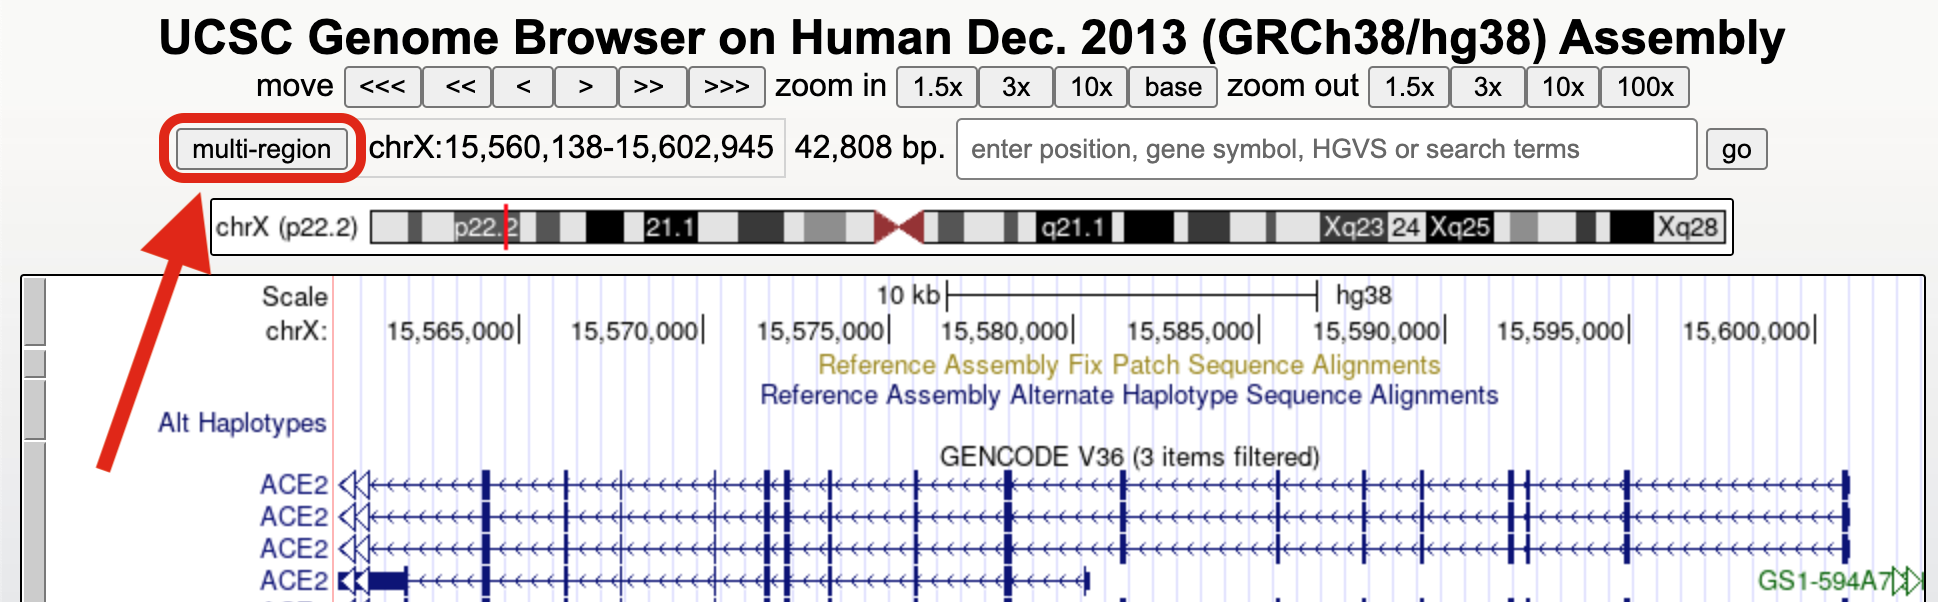 UCSC Genome Browser on Human Dec. 2013 (GRCh38/hg38) Assembly
move <<< << < > >> >>> zoom in 1.5x 3x 10x base zoom out 1.5x 3x 10x 100x
multi-region chrX:15,560,138-15,602,945 42,808 bp. enter position, gene symbol, HGVS or search terms go
chrX (p22.2) p22.2 21.1 q21.1 Xq23 24 Xq25 Xq28
Scale 10 kb hg38
chrX: 15,565,000 15,570,000 15,575,000 15,580,000 15,585,000 15,590,000 15,595,000 15,600,000
Reference Assembly Fix Patch Sequence Alignments
Reference Assembly Alternate Haplotype Sequence Alignments
Alt Haplotypes
GENCODE V36 (3 items filtered)
ACE2
ACE2
ACE2
ACE2 GS1-594A7